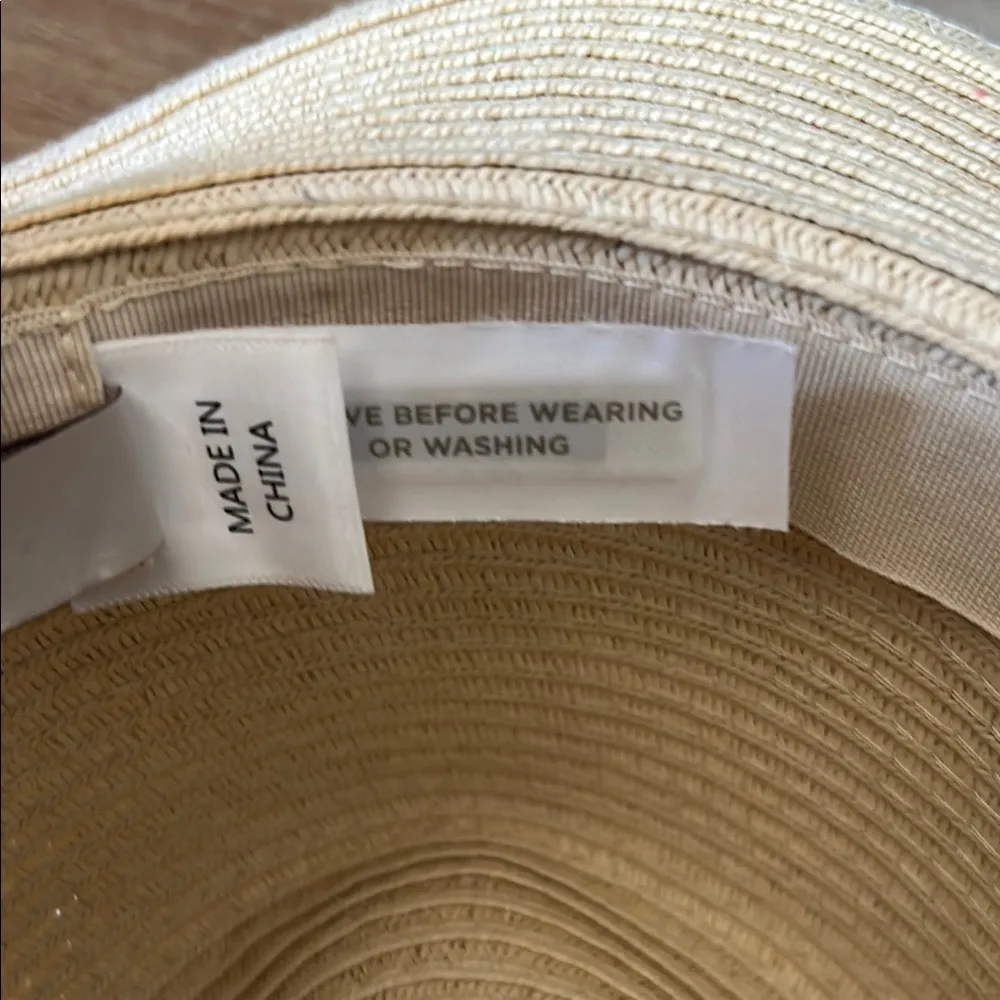 MADE IN
CHINA
VE BEFORE WEARING
OR WASHING